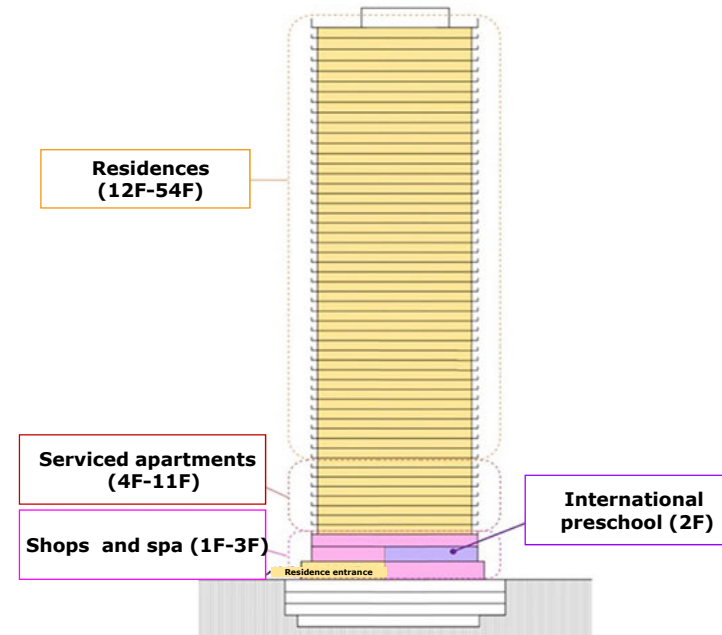 Residences
(12F-54F)
Serviced apartments
(4F-11F)
International
preschool (2F)
Shops and spa (1F-3F)
Residence entrance